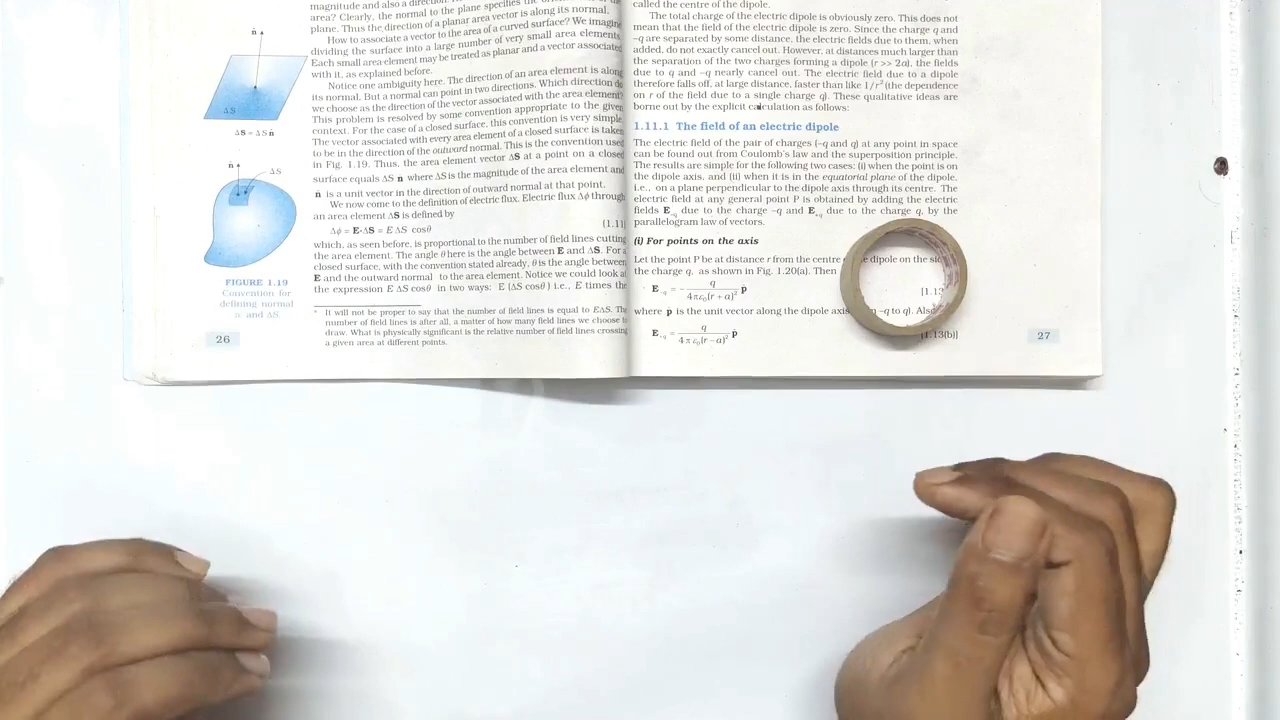 magnitude and also a direction.
area? Clearly, the normal to the plane specifies the
plane. Thus the direction of a planar area vector is along its normal.
How to associate a vector to the area of a curved surface? We imagine
dividing the surface into a large number of very small area elements.
Each small area element may be treated as planar and a vector associated
with it, as explained before.
Notice one ambiguity here. The direction of an area element is along
its normal. But a normal can point in two directions. Which direction do
we choose as the direction of the vector associated with the area element?
This problem is resolved by some convention appropriate to the given
context. For the case of a closed surface, this convention is very simple.
The vector associated with every area element of a closed surface is taken
to be in the direction of the outward normal. This is the convention used
in Fig. 1.19. Thus, the area element vector ΔS at a point on a closed
surface equals ΔS n̂ where ΔS is the magnitude of the area element and
n̂ is a unit vector in the direction of outward normal at that point.
We now come to the definition of electric flux. Electric flux Δϕ through
an area element ΔS is defined by
Δϕ = E·ΔS = E ΔS cosθ (1.11)
which, as seen before, is proportional to the number of field lines cutting
the area element. The angle θ here is the angle between E and ΔS. For a
closed surface, with the convention stated already, θ is the angle between
E and the outward normal to the area element. Notice we could look at
the expression E ΔS cosθ in two ways: E (ΔS cosθ ) i.e., E times the
* It will not be proper to say that the number of field lines is equal to EΔS. The
number of field lines is after all, a matter of how many field lines we choose to
draw. What is physically significant is the relative number of field lines crossing
a given area at different points.
n̂
ΔS
ΔS = ΔS n̂
n̂
ΔS
FIGURE 1.19
Convention for
defining normal
n̂ and ΔS.
26
called the centre of the dipole.
The total charge of the electric dipole is obviously zero. This does not
mean that the field of the electric dipole is zero. Since the charge q and
–q are separated by some distance, the electric fields due to them, when
added, do not exactly cancel out. However, at distances much larger than
the separation of the two charges forming a dipole (r >> 2a), the fields
due to q and –q nearly cancel out. The electric field due to a dipole
therefore falls off, at large distance, faster than like 1/r² (the dependence
on r of the field due to a single charge q). These qualitative ideas are
borne out by the explicit calculation as follows:
1.11.1 The field of an electric dipole
The electric field of the pair of charges (–q and q) at any point in space
can be found out from Coulomb's law and the superposition principle.
The results are simple for the following two cases: (i) when the point is on
the dipole axis, and (ii) when it is in the equatorial plane of the dipole,
i.e., on a plane perpendicular to the dipole axis through its centre. The
electric field at any general point P is obtained by adding the electric
fields E₋q due to the charge –q and E₊q due to the charge q, by the
parallelogram law of vectors.
(i) For points on the axis
Let the point P be at distance r from the centre dipole on the
the charge q, as shown in Fig. 1.20(a). Then
E₋q = – q / 4πε₀(r + a)² p̂ [1.13
where p̂ is the unit vector along the dipole axis –q to q). Also
E₊q = q / 4 π ε₀(r – a)² p̂ [1.13(b)]
27